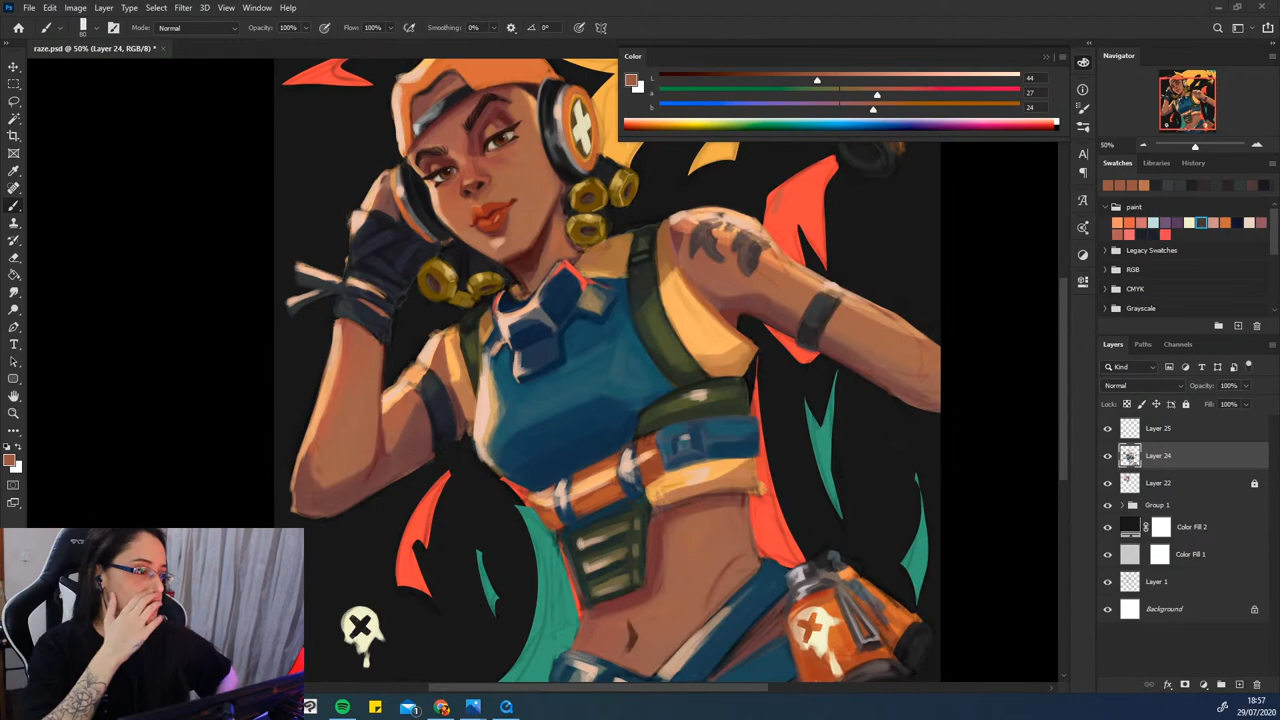 File Edit Image Layer Type Select Filter 3D View Window Help
80 Mode: Normal Opacity: 100% Flow: 100% Smoothing: 0% 0°
raze.psd @ 50% (Layer 24, RGB/8) *
Color
L 44
a 27
b 24
Navigator
50%
Swatches Libraries History
paint
Legacy Swatches
RGB
CMYK
Grayscale
Layers Paths Channels
Kind
Normal Opacity: 100%
Lock: Fill: 100%
Layer 25
Layer 24
Layer 22
Group 1
Color Fill 2
Color Fill 1
Layer 1
Background
fx
18:57
29/07/2020